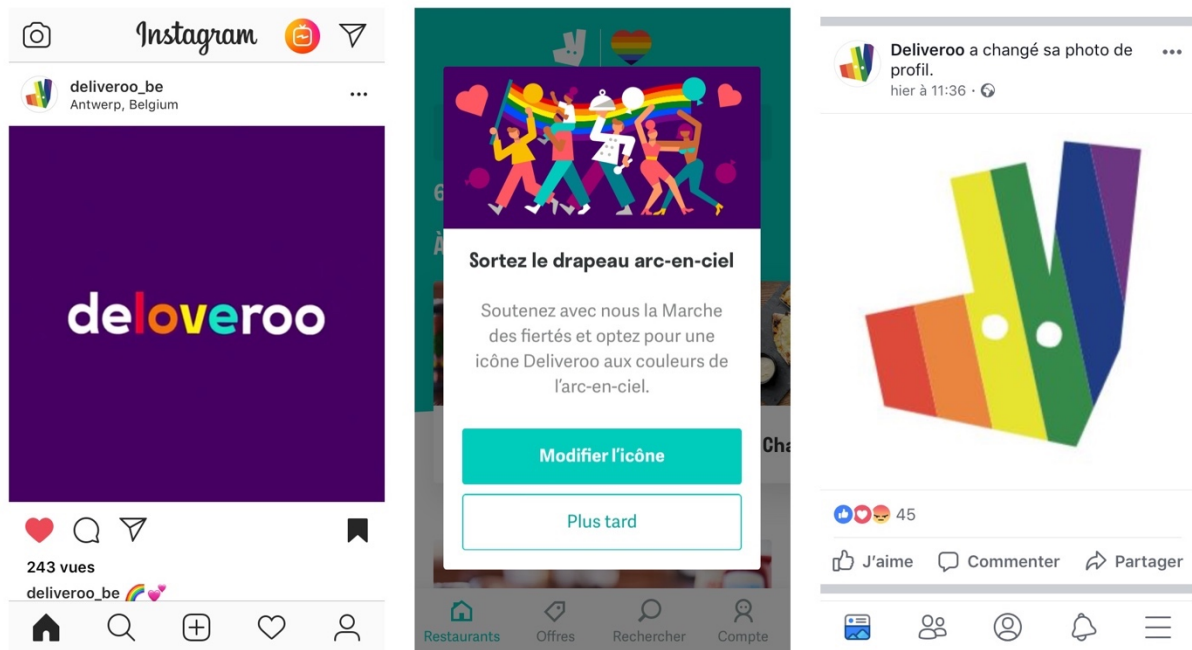 Instagram
deliveroo_be
Antwerp, Belgium
deloveroo
243 vues
deliveroo_be 🌈💕
6
À
Sortez le drapeau arc-en-ciel
Soutenez avec nous la Marche
des fiertés et optez pour une
icône Deliveroo aux couleurs de
l'arc-en-ciel.
Cha
Modifier l'icône
Plus tard
Restaurants
Offres
Rechercher
Compte
Deliveroo a changé sa photo de
profil.
hier à 11:36 ·
45
J'aime
Commenter
Partager